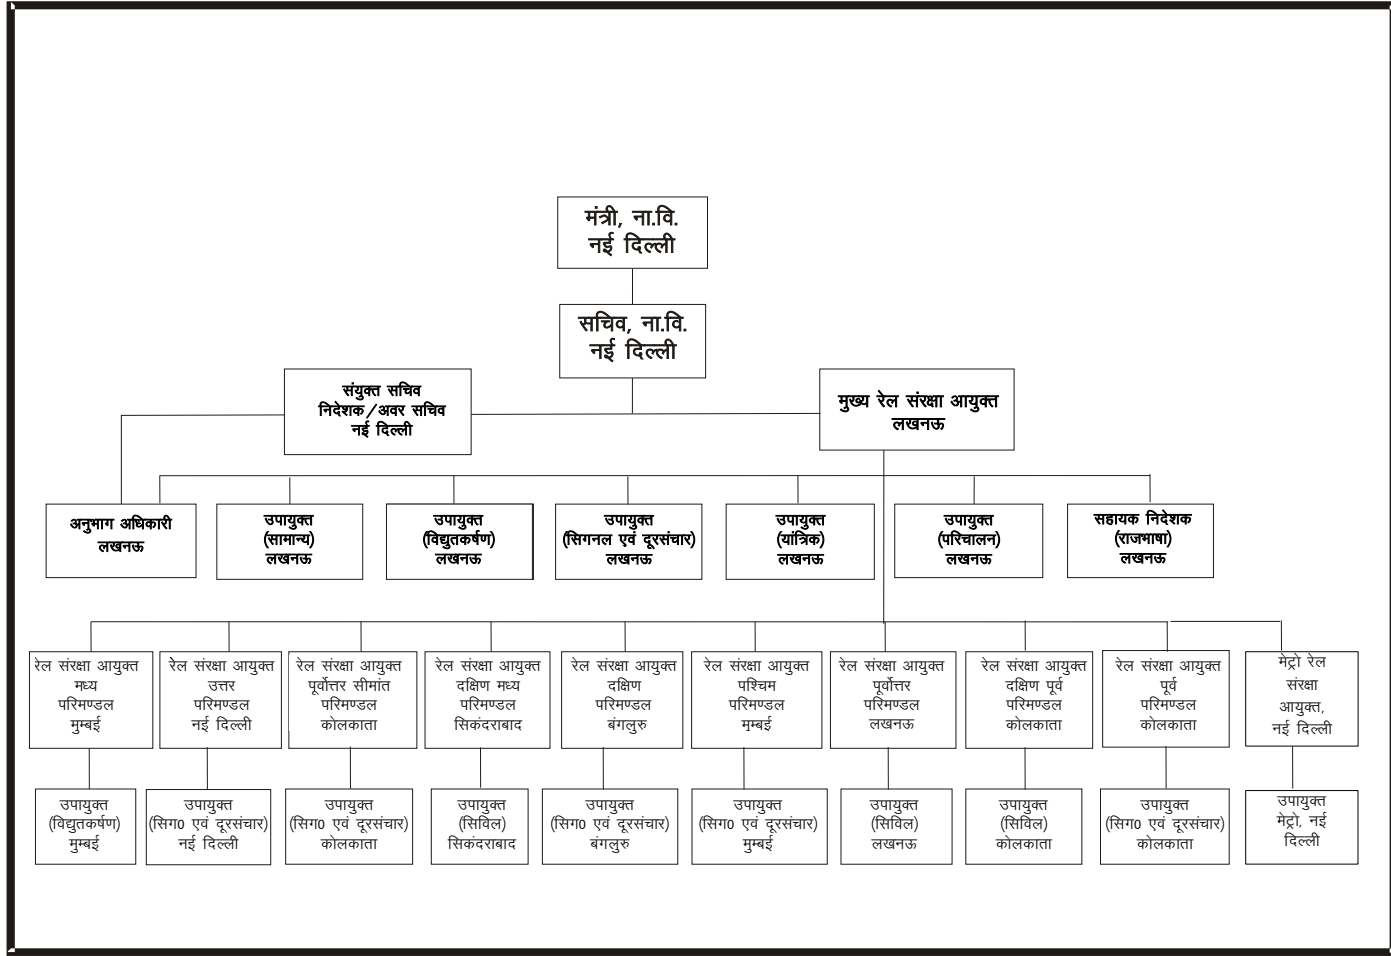 मंत्री, ना.वि.
नई दिल्ली
सचिव, ना.वि.
नई दिल्ली
संयुक्त सचिव
निदेशक/अवर सचिव
नई दिल्ली
मुख्य रेल संरक्षा आयुक्त
लखनऊ
अनुभाग अधिकारी
लखनऊ
उपायुक्त
(सामान्य)
लखनऊ
उपायुक्त
(विद्युतकर्षण)
लखनऊ
उपायुक्त
(सिगनल एवं दूरसंचार)
लखनऊ
उपायुक्त
(यांत्रिक)
लखनऊ
उपायुक्त
(परिचालन)
लखनऊ
सहायक निदेशक
(राजभाषा)
लखनऊ
रेल संरक्षा आयुक्त
मध्य
परिमण्डल
मुम्बई
रेल संरक्षा आयुक्त
उत्तर
परिमण्डल
नई दिल्ली
रेल संरक्षा आयुक्त
पूर्वोत्तर सीमांत
परिमण्डल
कोलकाता
रेल संरक्षा आयुक्त
दक्षिण मध्य
परिमण्डल
सिकंदराबाद
रेल संरक्षा आयुक्त
दक्षिण
परिमण्डल
बंगलुरु
रेल संरक्षा आयुक्त
पश्चिम
परिमण्डल
मुम्बई
रेल संरक्षा आयुक्त
पूर्वोत्तर
परिमण्डल
लखनऊ
रेल संरक्षा आयुक्त
दक्षिण पूर्व
परिमण्डल
कोलकाता
रेल संरक्षा आयुक्त
पूर्व
परिमण्डल
कोलकाता
मेट्रो रेल
संरक्षा
आयुक्त,
नई दिल्ली
उपायुक्त
(विद्युतकर्षण)
मुम्बई
उपायुक्त
(सिग0 एवं दूरसंचार)
नई दिल्ली
उपायुक्त
(सिग0 एवं दूरसंचार)
कोलकाता
उपायुक्त
(सिविल)
सिकंदराबाद
उपायुक्त
(सिग0 एवं दूरसंचार)
बंगलुरु
उपायुक्त
(सिग0 एवं दूरसंचार)
मुम्बई
उपायुक्त
(सिविल)
लखनऊ
उपायुक्त
(सिविल)
कोलकाता
उपायुक्त
(सिग0 एवं दूरसंचार)
कोलकाता
उपायुक्त
मेट्रो, नई
दिल्ली